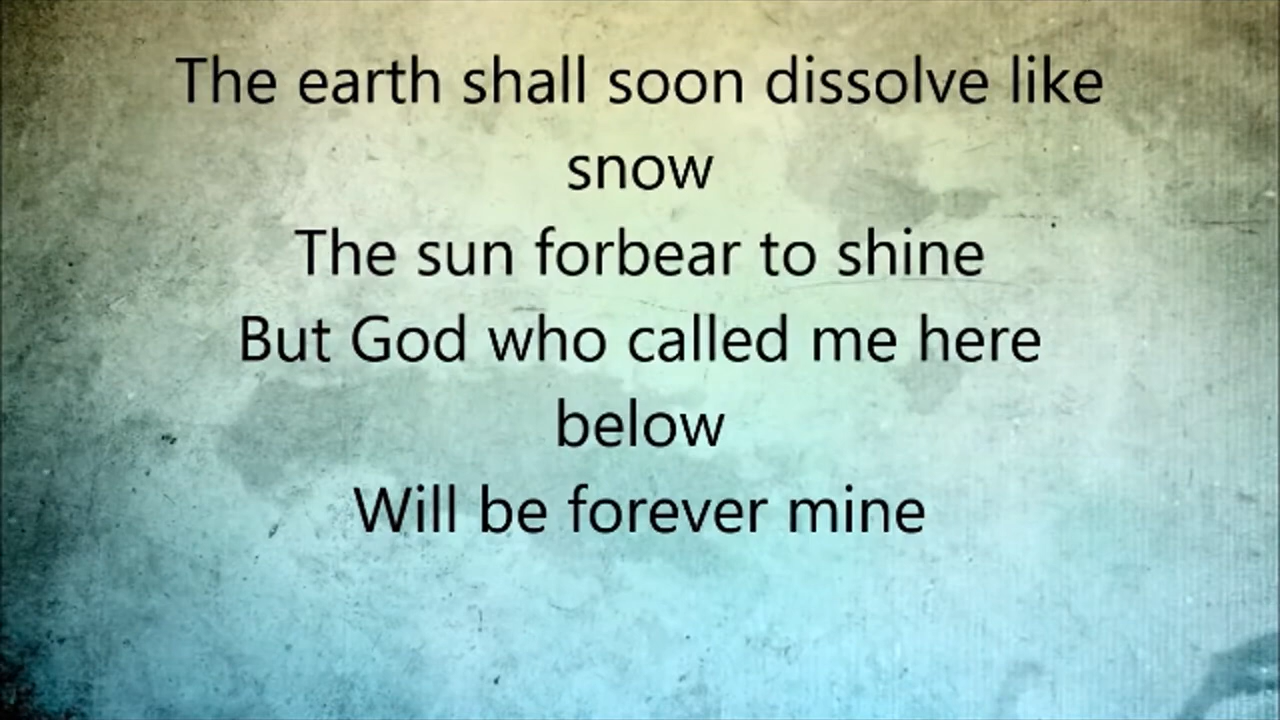 The earth shall soon dissolve like
snow
The sun forbear to shine
But God who called me here
below
Will be forever mine